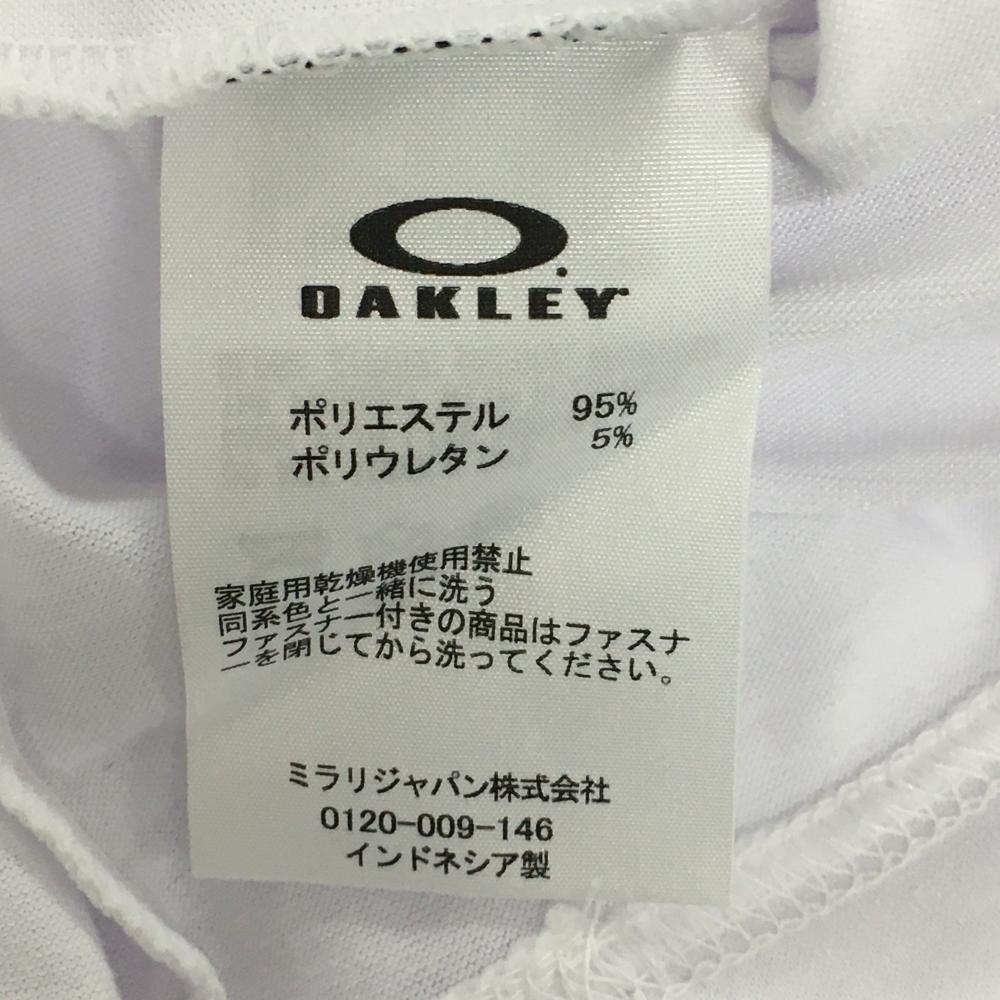 OAKLEY
ポリエステル 95%
ポリウレタン 5%
家庭用乾燥機使用禁止
同系色と一緒に洗う
ファスナー付きの商品はファスナ
ーを閉じてから洗ってください。
ミラリジャパン株式会社
0120-009-146
インドネシア製